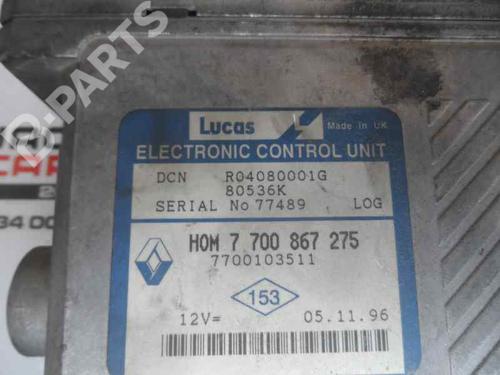 D-PARTS
Lucas Made in UK
ELECTRONIC CONTROL UNIT
DCN R04080001G
80536K
SERIAL No 77489 LOG
HOM 7 700 867 275
7700103511
153
12V= 05.11.96